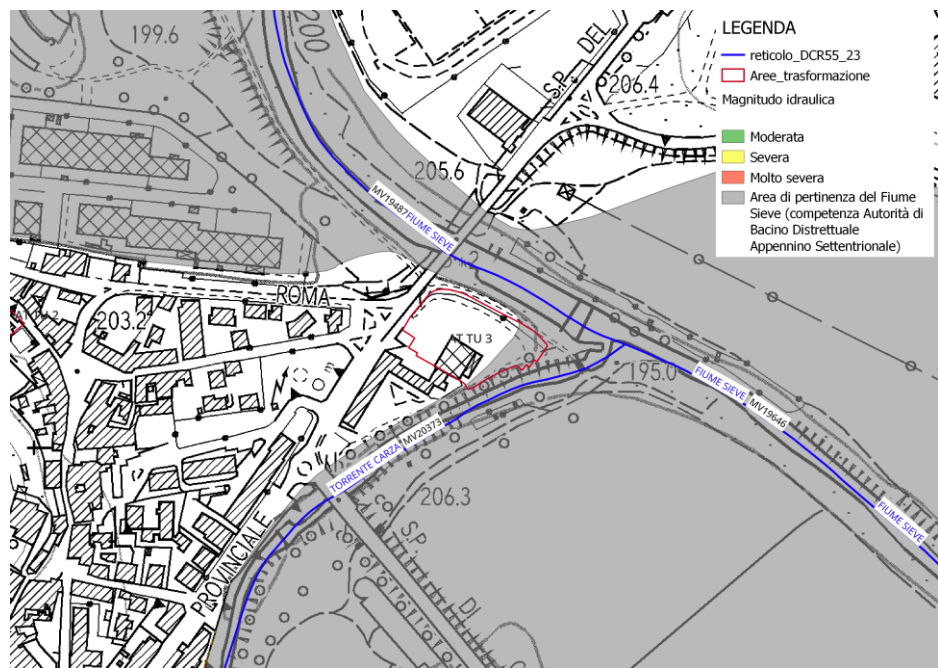 200
199.6
S.P. DEL
206.4
205.6
MV19487
FIUME SIEVE
LEGENDA
reticolo_DCR55_23
Aree_trasformazione
Magnitudo idraulica
Moderata
Severa
Molto severa
Area di pertinenza del Fiume
Sieve (competenza Autorità di
Bacino Distrettuale
Appennino Settentrionale)
ROMA
203.2
AT TU 3
195.0
FIUME SIEVE
MV19646
FIUME SIEVE
MV20373
TORRENTE CARZA
206.3
PROVINCIALE
S.P.
DI